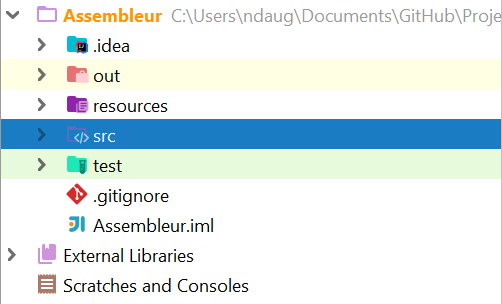 Assembleur C:\Users\ndaug\Documents\GitHub\Proje
.idea
out
resources
src
test
.gitignore
Assembleur.iml
External Libraries
Scratches and Consoles